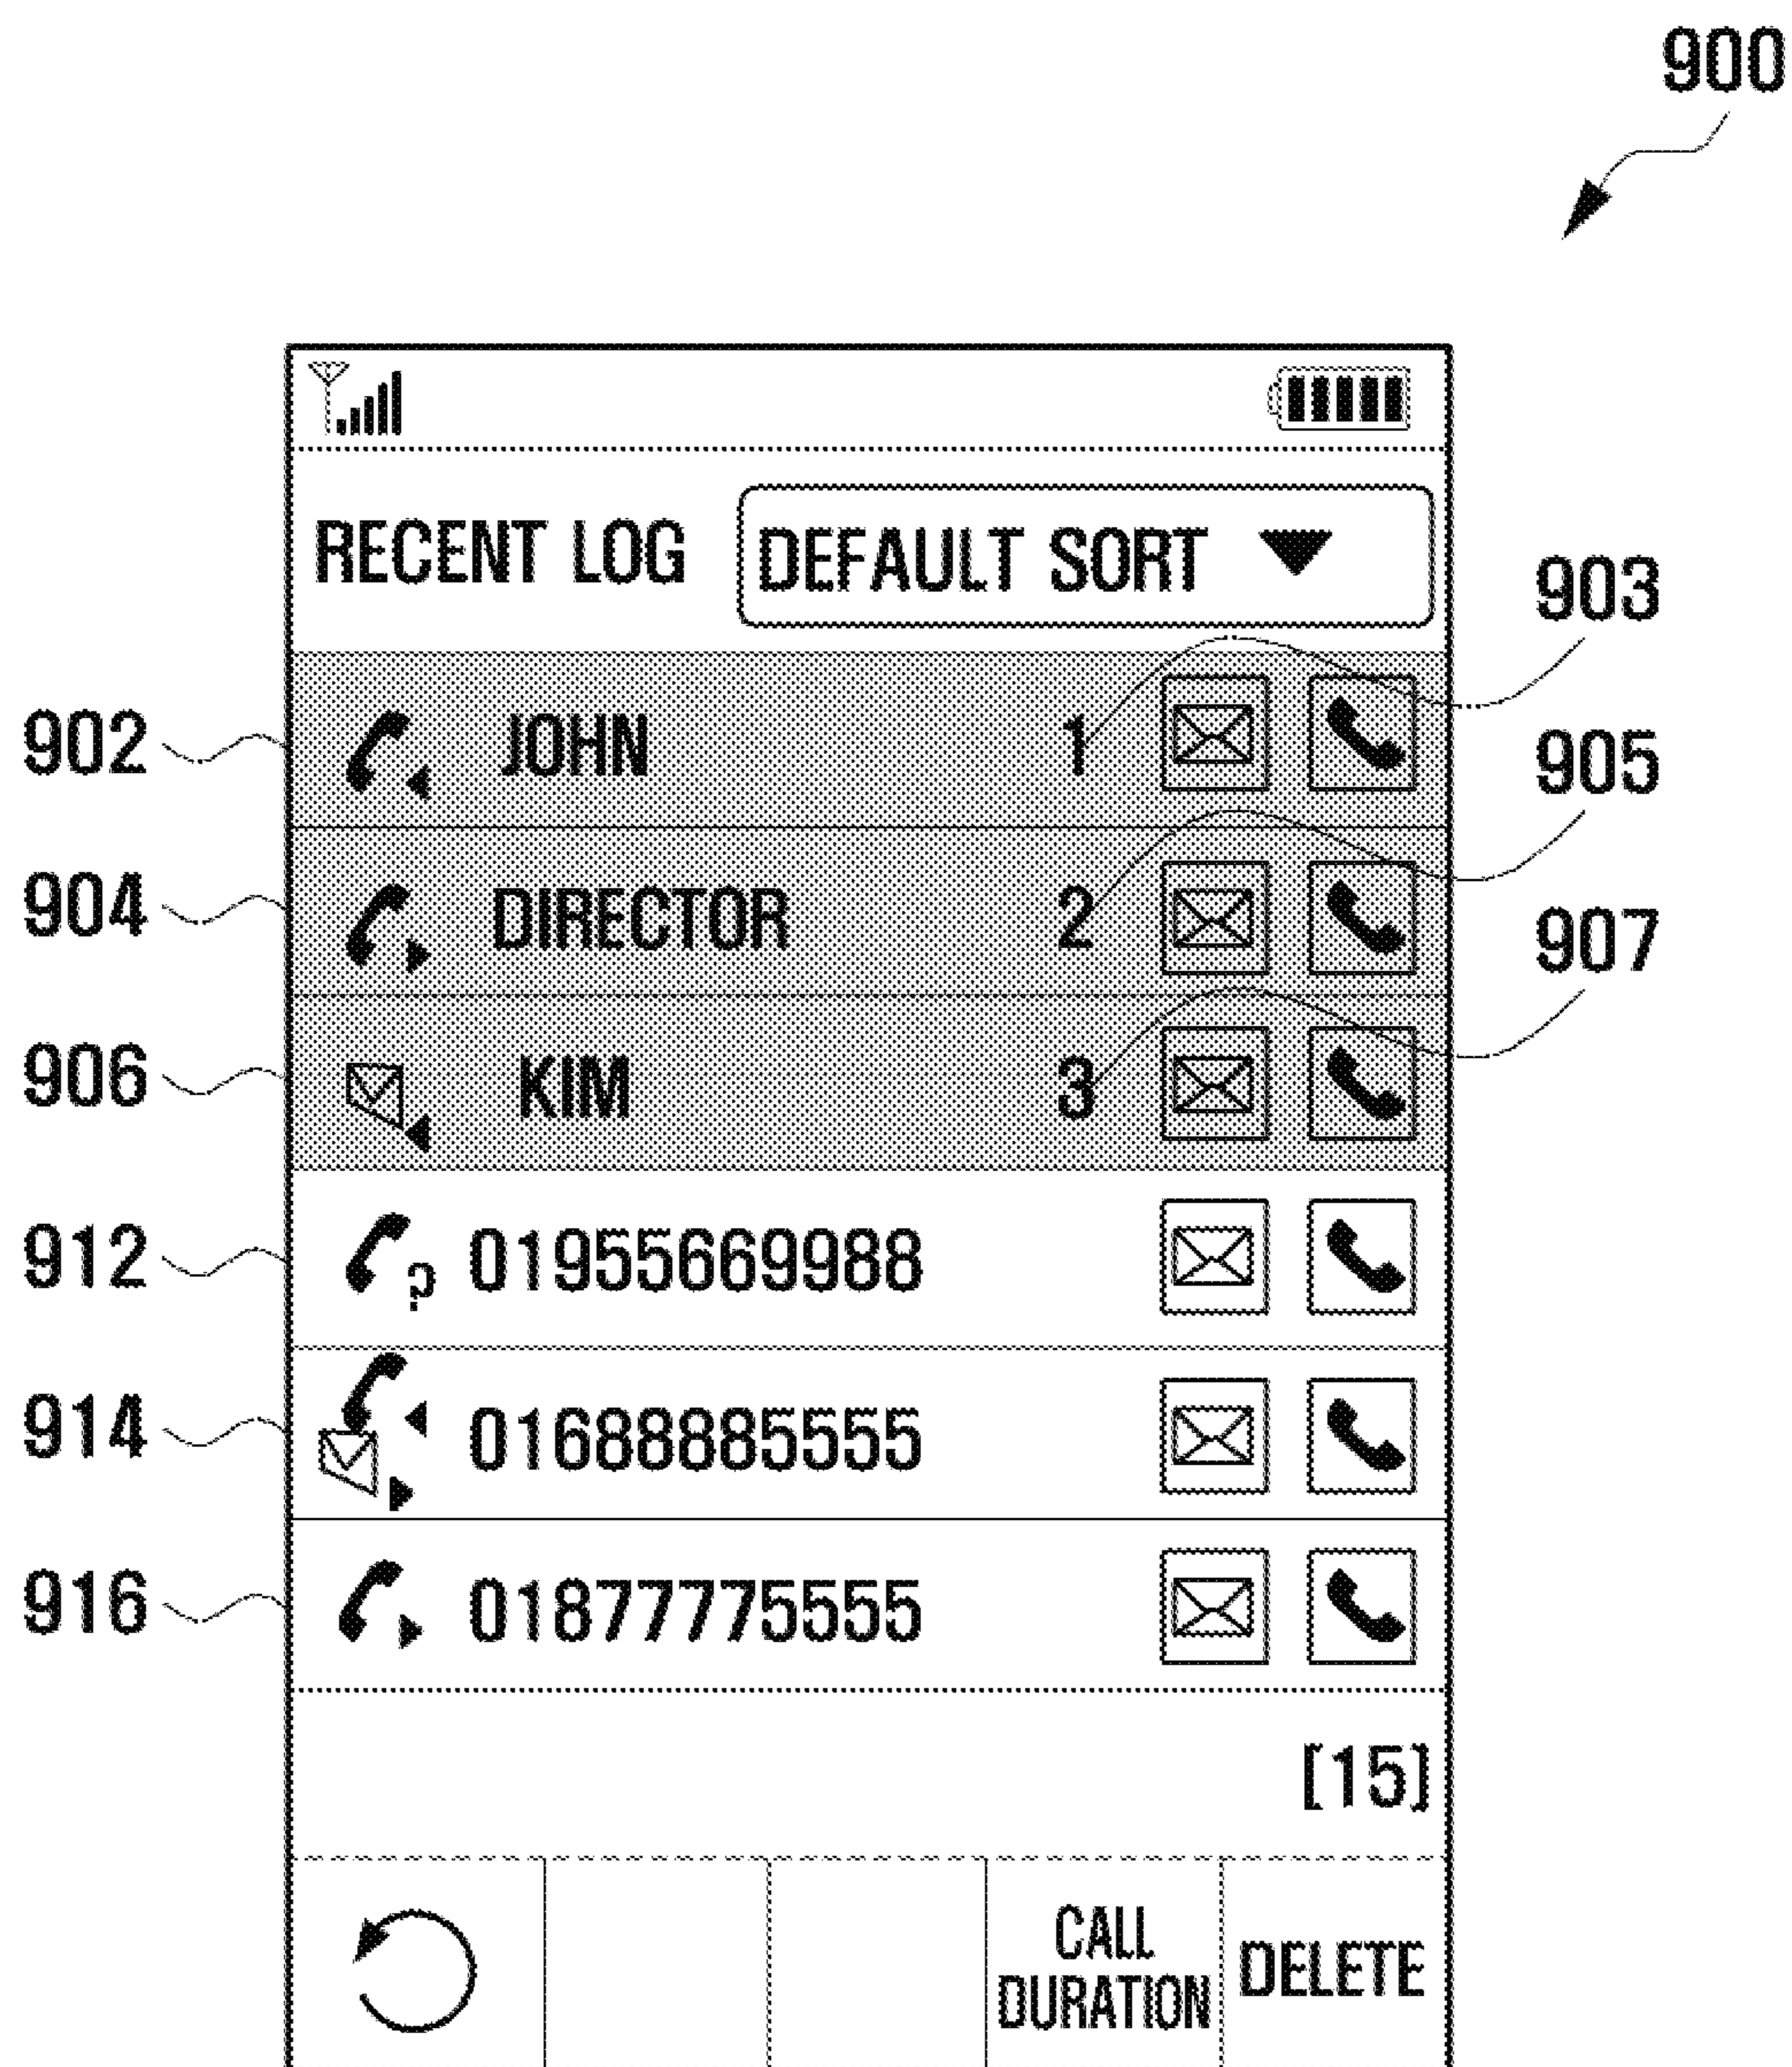 900
RECENT LOG DEFAULT SORT
903
902 JOHN 1
905
904 DIRECTOR 2
907
906 KIM 3
912 ? 01955669988
914 01688885555
916 01877775555
[15]
CALL
DURATION
DELETE